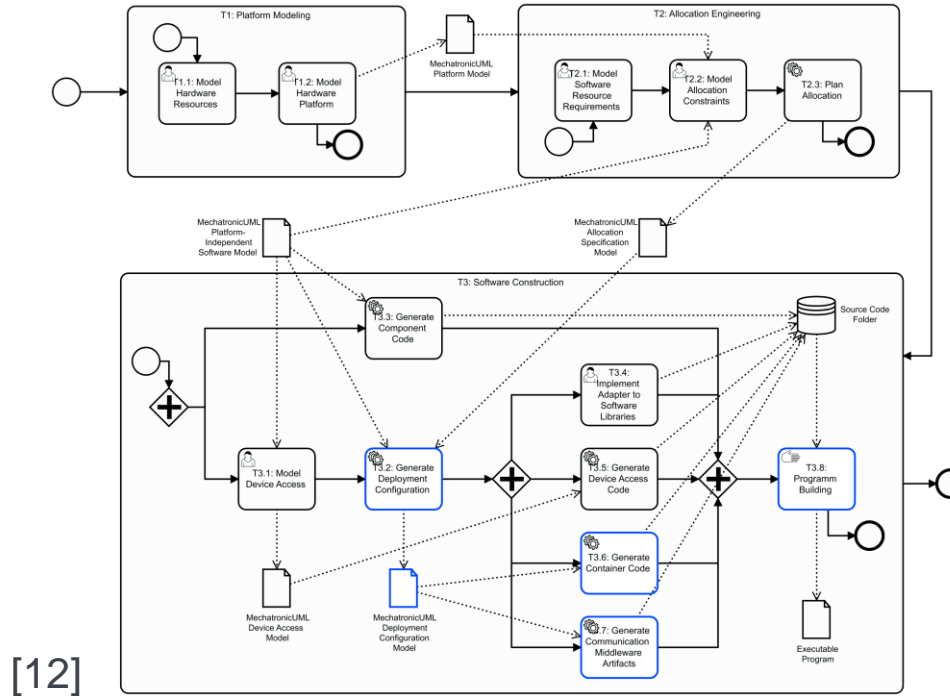 T1: Platform Modeling
T2: Allocation Engineering
MechatronicUML
Platform Model
T1.1: Model
Hardware
Resources
T1.2: Model
Hardware
Platform
T2.1: Model
Software
Resource
Requirements
T2.2: Model
Allocation
Constraints
T2.3: Plan
Allocation
MechatronicUML
Platform-
Independent
Software Model
MechatronicUML
Allocation
Specification
Model
T3: Software Construction
T3.3: Generate
Component
Code
Source Code
Folder
T3.4:
Implement
Adapter to
Software
Libraries
T3.1: Model
Device Access
T3.2: Generate
Deployment
Configuration
T3.5: Generate
Device Access
Code
T3.8:
Programm
Building
T3.6: Generate
Container Code
MechatronicUML
Device Access
Model
MechatronicUML
Deployment
Configuration
Model
3.7: Generate
Communication
Middleware
Artifacts
Executable
Program
[12]